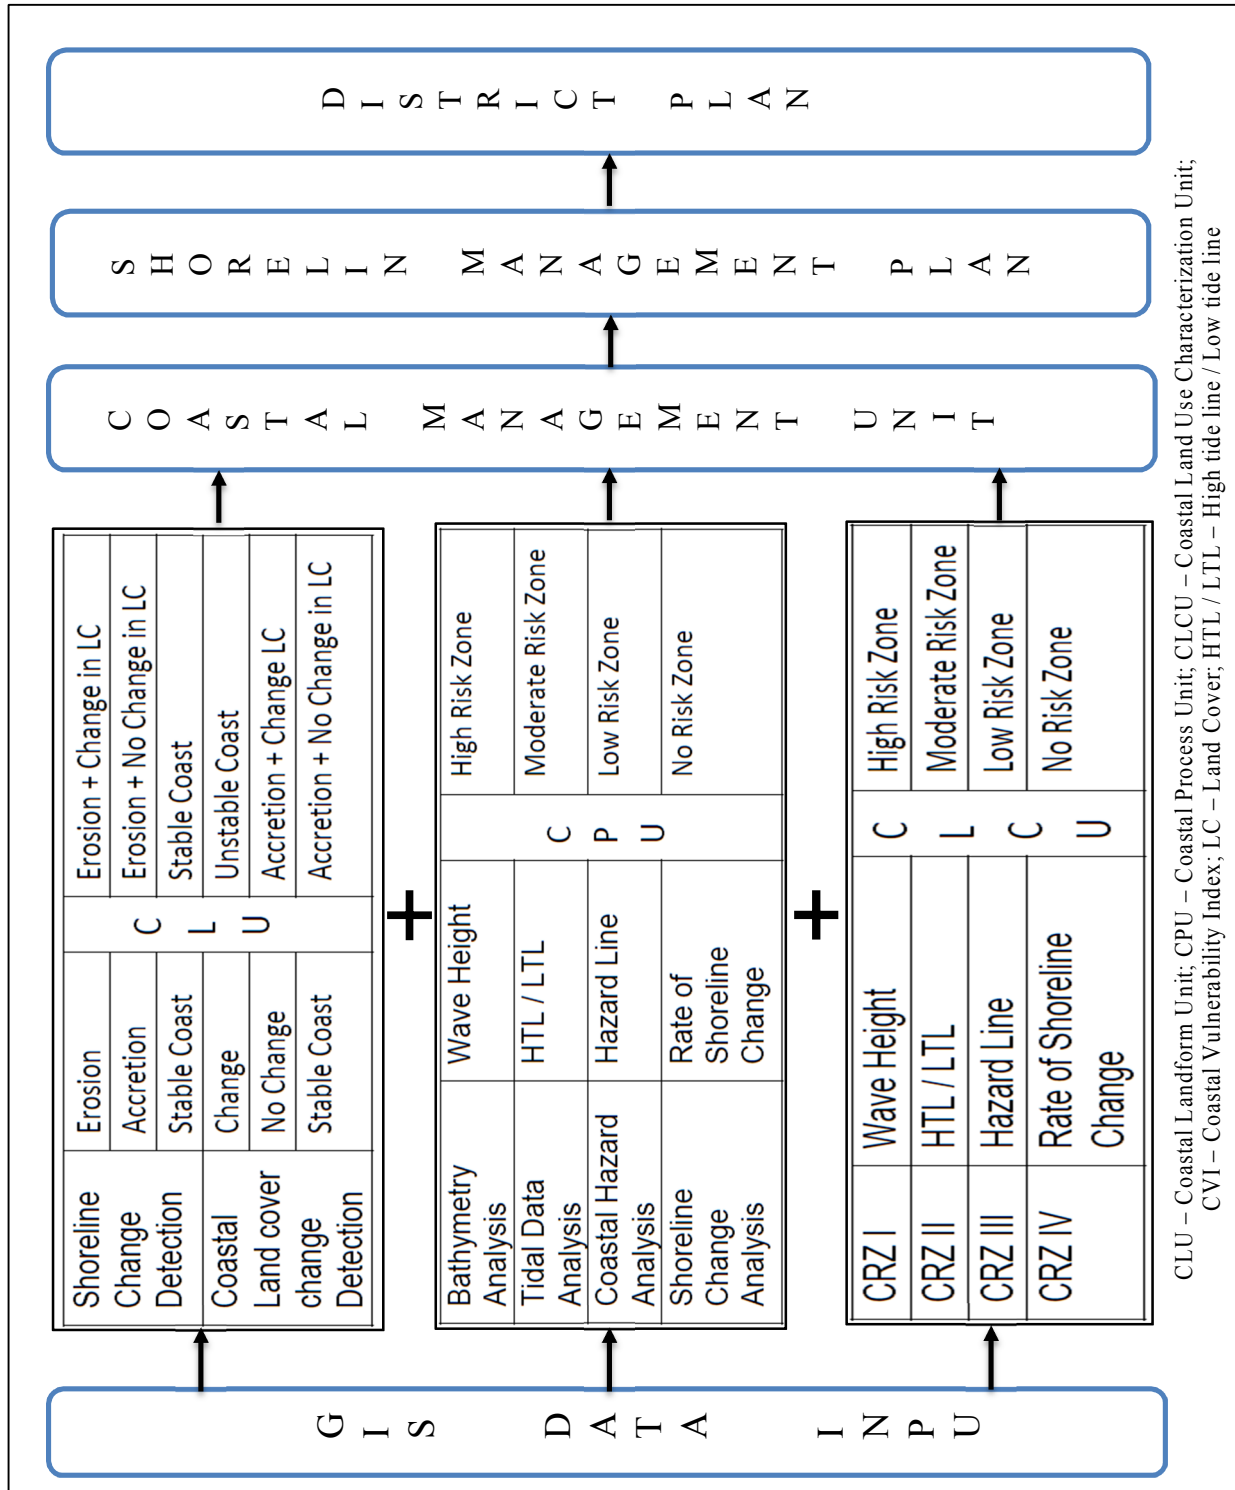 GIS DATA INPU
Shoreline
Change
Detection
Coastal
Land cover
change
Detection
Erosion
Accretion
Stable Coast
Change
No Change
Stable Coast
C
L
U
Erosion + Change in LC
Erosion + No Change in LC
Stable Coast
Unstable Coast
Accretion + Change LC
Accretion + No Change in LC
+
Bathymetry
Analysis
Tidal Data
Analysis
Coastal Hazard
Analysis
Shoreline
Change
Analysis
Wave Height
HTL / LTL
Hazard Line
Rate of
Shoreline
Change
C
P
U
High Risk Zone
Moderate Risk Zone
Low Risk Zone
No Risk Zone
+
CRZ I
CRZ II
CRZ III
CRZ IV
Wave Height
HTL / LTL
Hazard Line
Rate of Shoreline
Change
C
L
C
U
High Risk Zone
Moderate Risk Zone
Low Risk Zone
No Risk Zone
COASTAL MANAGEMENT UNIT
SHORELIN MANAGEMENT PLAN
DISTRICT PLAN
CLU – Coastal Landform Unit; CPU – Coastal Process Unit; CLCU – Coastal Land Use Characterization Unit;
CVI – Coastal Vulnerability Index; LC – Land Cover; HTL / LTL – High tide line / Low tide line